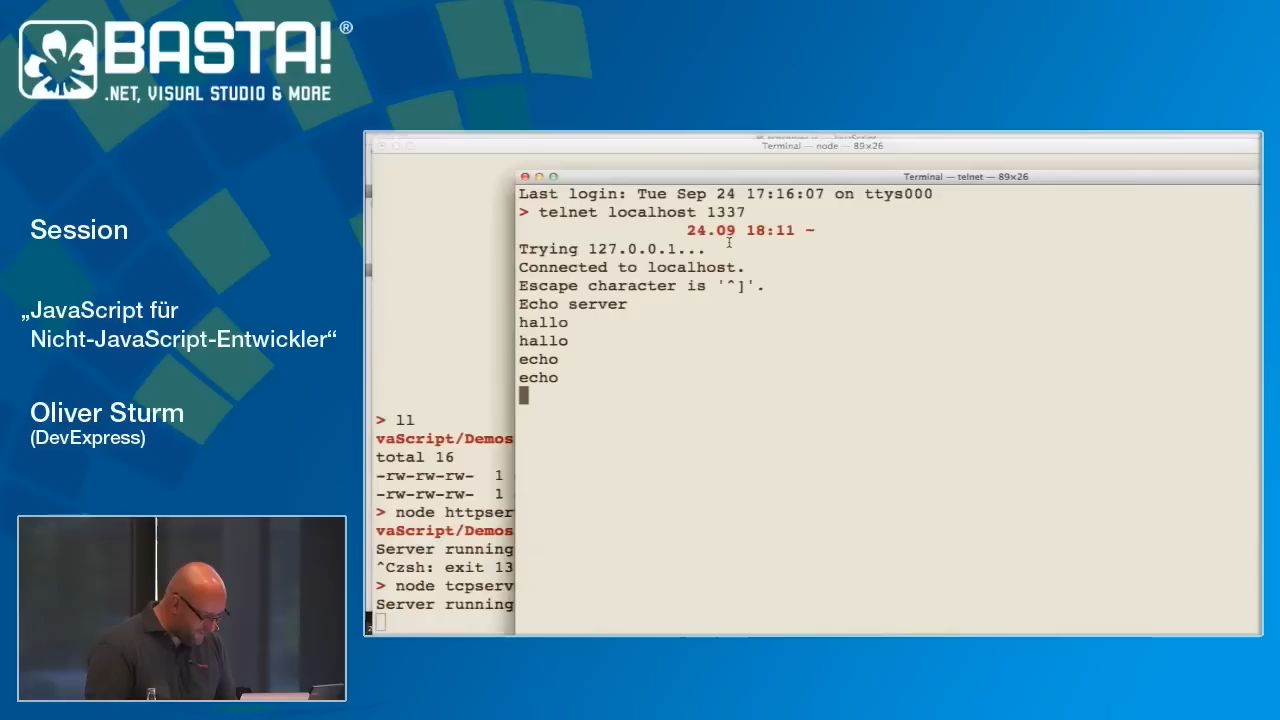 BASTA!®
.NET, VISUAL STUDIO & MORE
Session
„JavaScript für
Nicht-JavaScript-Entwickler“
Oliver Sturm
(DevExpress)
Terminal — node — 89×26
> ll
vaScript/Demos
total 16
-rw-rw-rw- 1
-rw-rw-rw- 1
> node httpser
vaScript/Demos
Server running
^Czsh: exit 13
> node tcpserv
Server running
Terminal — telnet — 89×26
Last login: Tue Sep 24 17:16:07 on ttys000
> telnet localhost 1337
24.09 18:11 ~
Trying 127.0.0.1...
Connected to localhost.
Escape character is '^]'.
Echo server
hallo
hallo
echo
echo